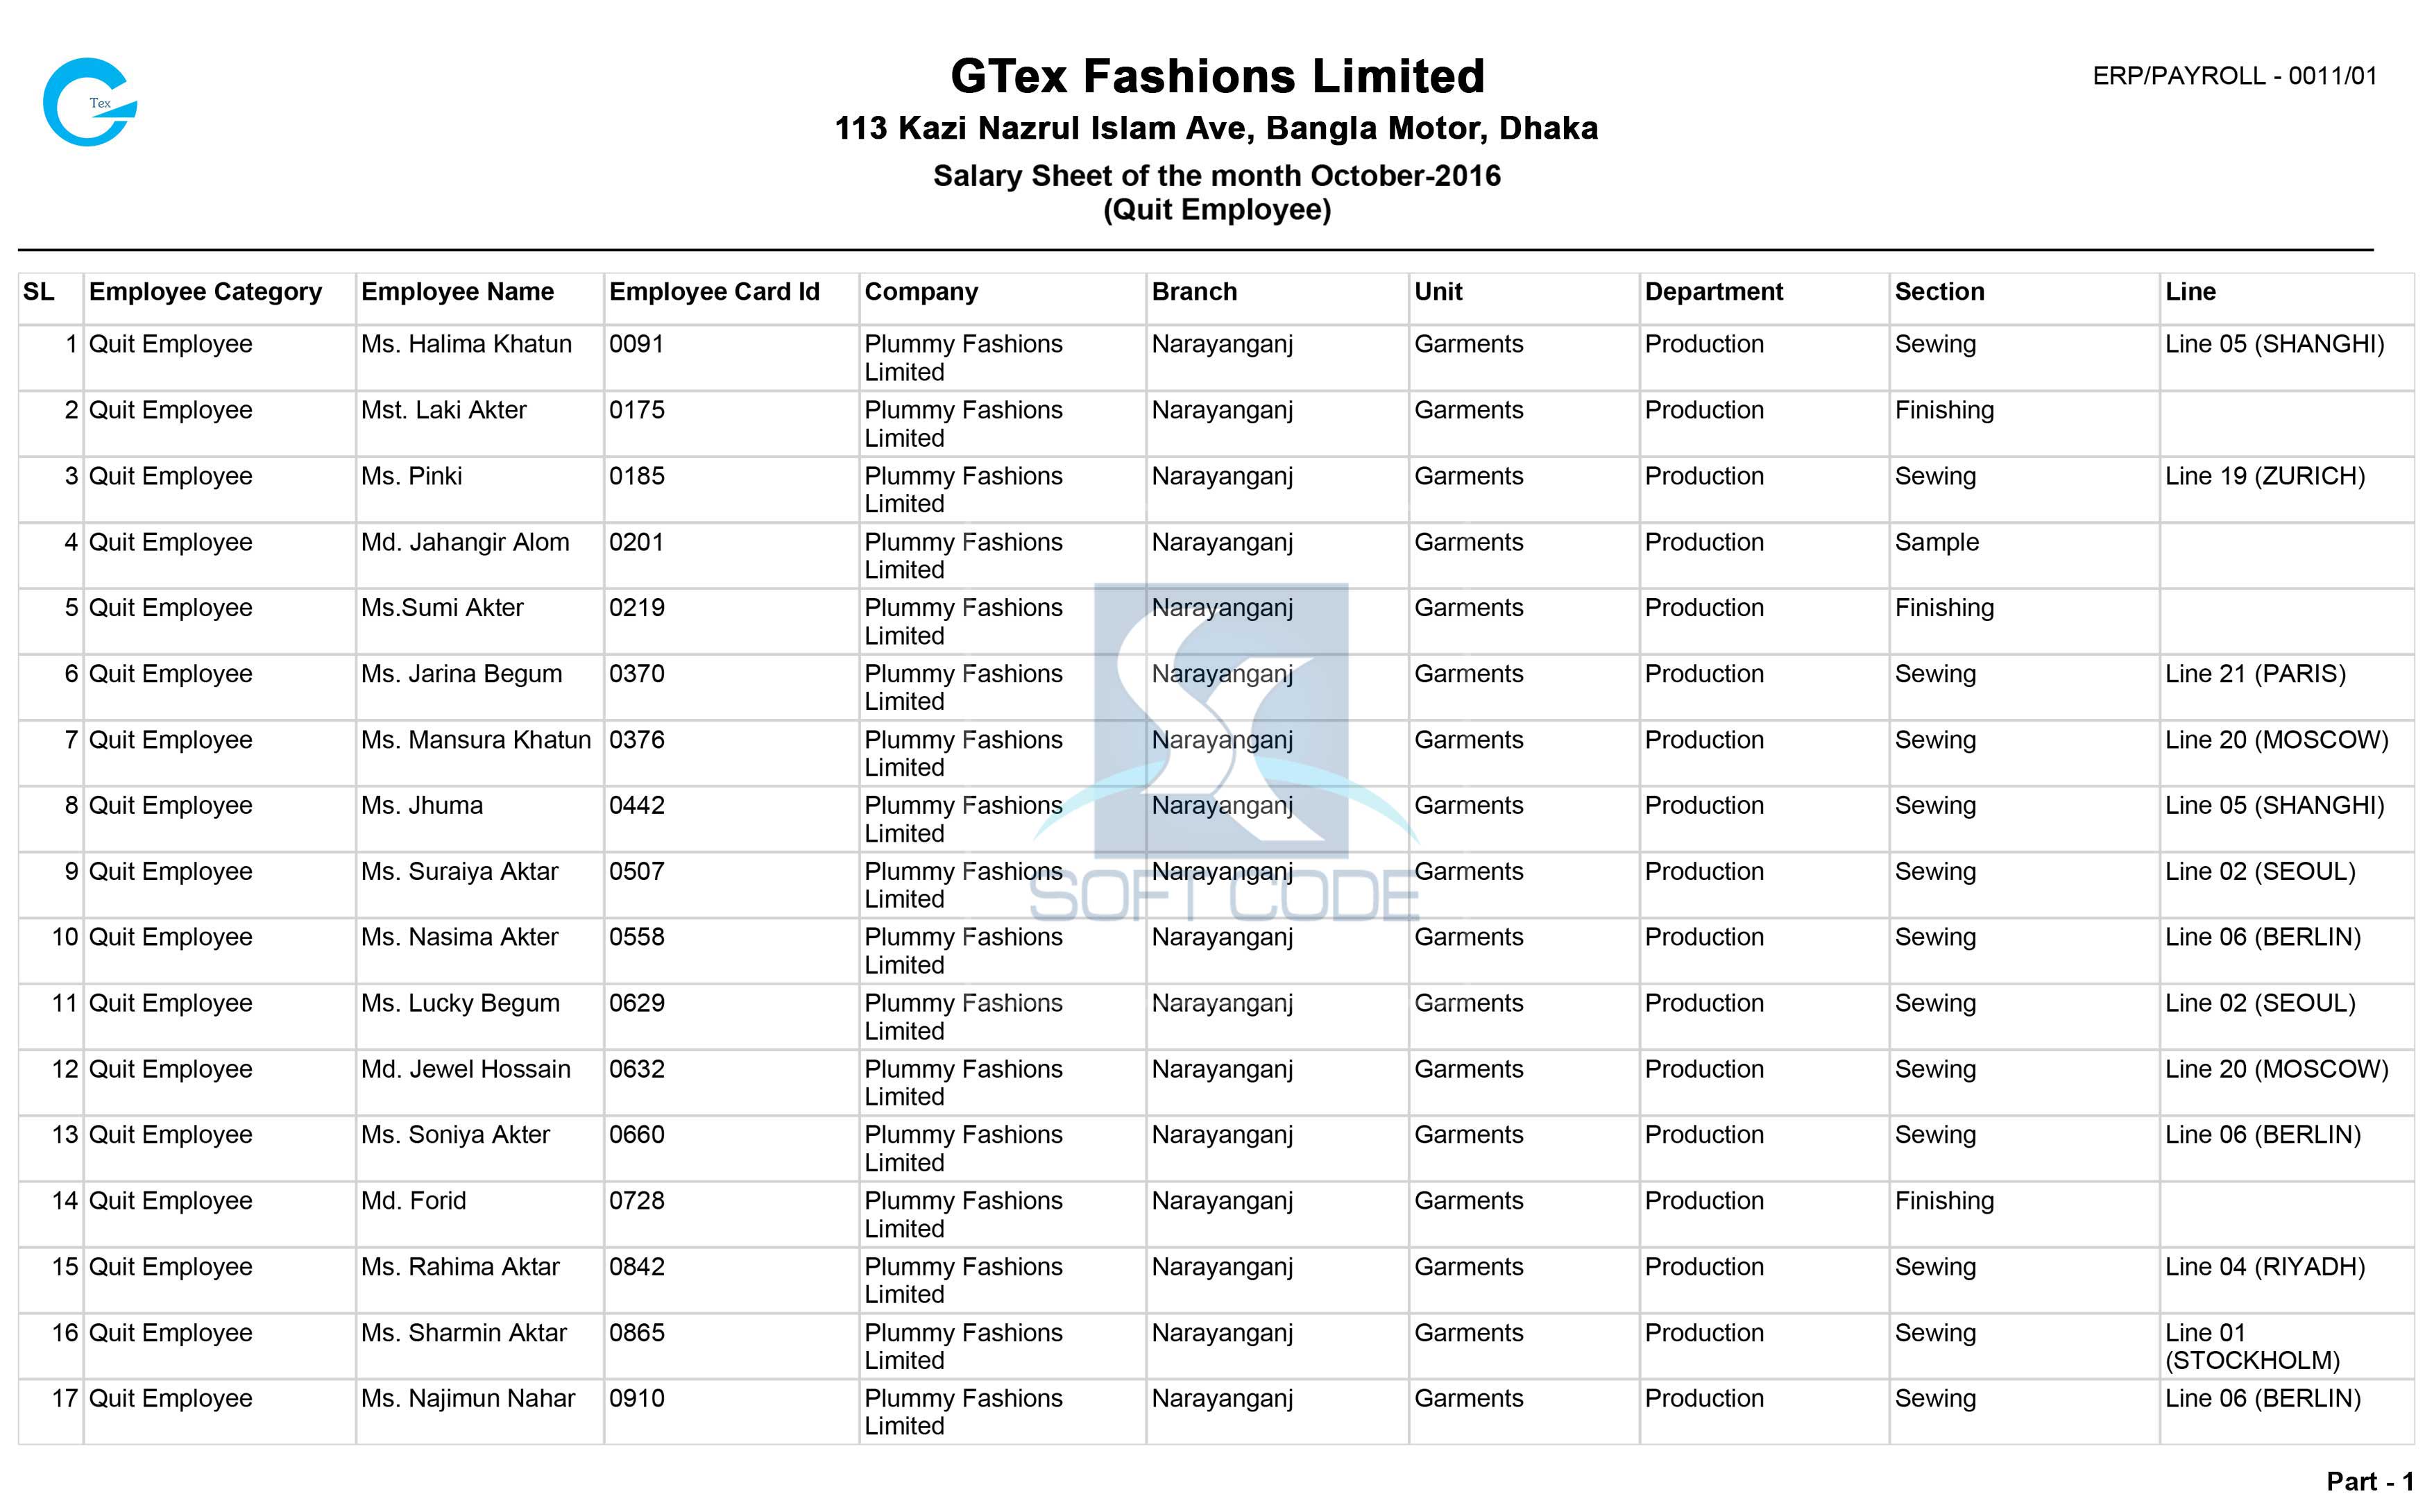 Tex
GTex Fashions Limited
ERP/PAYROLL - 0011/01
113 Kazi Nazrul Islam Ave, Bangla Motor, Dhaka
Salary Sheet of the month October-2016
(Quit Employee)
SL Employee Category Employee Name Employee Card Id Company Branch Unit Department Section Line
1 Quit Employee Ms. Halima Khatun 0091 Plummy Fashions Narayanganj Garments Production Sewing Line 05 (SHANGHI)
Limited
2 Quit Employee Mst. Laki Akter 0175 Plummy Fashions Narayanganj Garments Production Finishing
Limited
3 Quit Employee Ms. Pinki 0185 Plummy Fashions Narayanganj Garments Production Sewing Line 19 (ZURICH)
Limited
4 Quit Employee Md. Jahangir Alom 0201 Plummy Fashions Narayanganj Garments Production Sample
Limited
5 Quit Employee Ms.Sumi Akter 0219 Plummy Fashions Narayanganj Garments Production Finishing
Limited
6 Quit Employee Ms. Jarina Begum 0370 Plummy Fashions Narayanganj Garments Production Sewing Line 21 (PARIS)
Limited
7 Quit Employee Ms. Mansura Khatun 0376 Plummy Fashions Narayanganj Garments Production Sewing Line 20 (MOSCOW)
Limited
8 Quit Employee Ms. Jhuma 0442 Plummy Fashions Narayanganj Garments Production Sewing Line 05 (SHANGHI)
Limited
9 Quit Employee Ms. Suraiya Aktar 0507 Plummy Fashions Narayanganj Garments Production Sewing Line 02 (SEOUL)
Limited
SOFT CODE
10 Quit Employee Ms. Nasima Akter 0558 Plummy Fashions Narayanganj Garments Production Sewing Line 06 (BERLIN)
Limited
11 Quit Employee Ms. Lucky Begum 0629 Plummy Fashions Narayanganj Garments Production Sewing Line 02 (SEOUL)
Limited
12 Quit Employee Md. Jewel Hossain 0632 Plummy Fashions Narayanganj Garments Production Sewing Line 20 (MOSCOW)
Limited
13 Quit Employee Ms. Soniya Akter 0660 Plummy Fashions Narayanganj Garments Production Sewing Line 06 (BERLIN)
Limited
14 Quit Employee Md. Forid 0728 Plummy Fashions Narayanganj Garments Production Finishing
Limited
15 Quit Employee Ms. Rahima Aktar 0842 Plummy Fashions Narayanganj Garments Production Sewing Line 04 (RIYADH)
Limited
16 Quit Employee Ms. Sharmin Aktar 0865 Plummy Fashions Narayanganj Garments Production Sewing Line 01
Limited (STOCKHOLM)
17 Quit Employee Ms. Najimun Nahar 0910 Plummy Fashions Narayanganj Garments Production Sewing Line 06 (BERLIN)
Limited
Part - 1